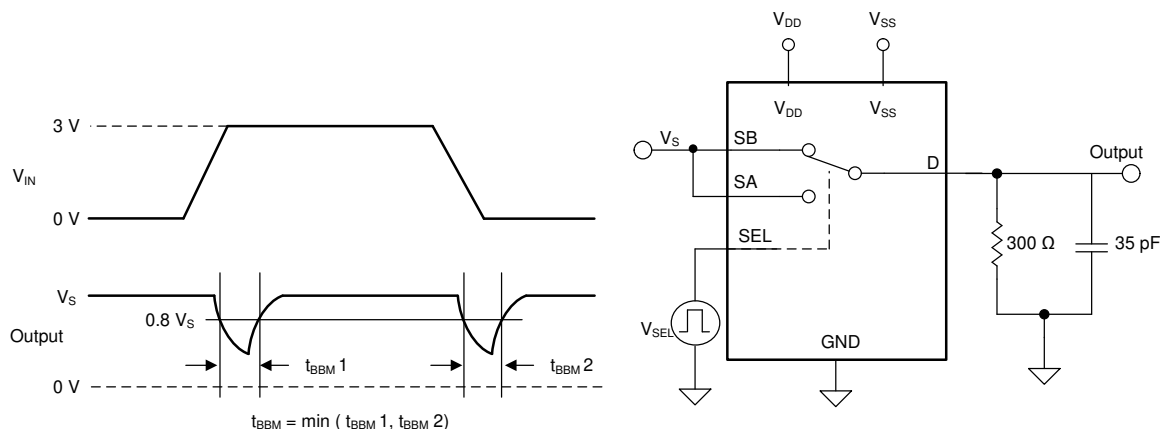 3 V
V_IN
0 V
V_S
0.8 V_S
Output
t_BBM 1
t_BBM 2
0 V
t_BBM = min ( t_BBM 1, t_BBM 2)
V_DD
V_SS
V_DD
V_SS
V_S
SB
D
Output
SA
SEL
300 Ω
35 pF
V_SEL
GND